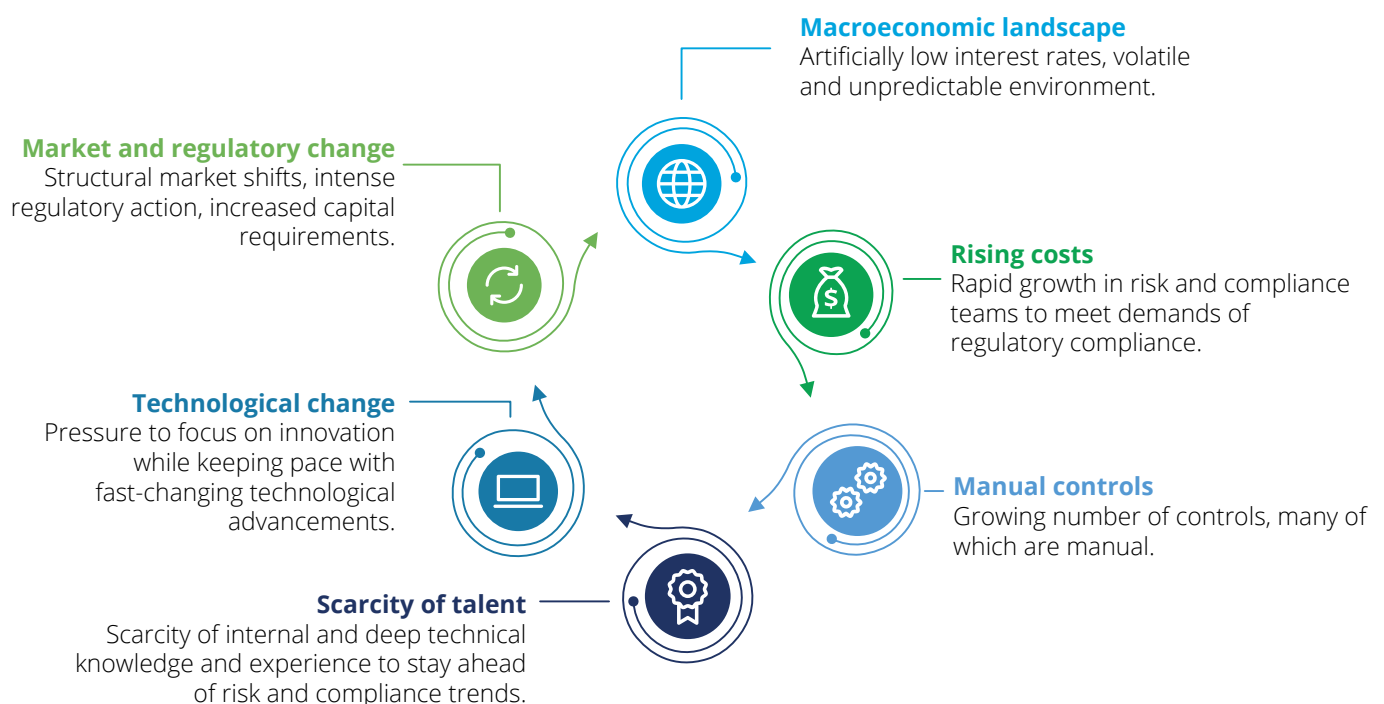 Macroeconomic landscape
Artificially low interest rates, volatile
and unpredictable environment.
Rising costs
Rapid growth in risk and compliance
teams to meet demands of
regulatory compliance.
$
Manual controls
Growing number of controls, many of
which are manual.
Scarcity of talent
Scarcity of internal and deep technical
knowledge and experience to stay ahead
of risk and compliance trends.
Technological change
Pressure to focus on innovation
while keeping pace with
fast-changing technological
advancements.
Market and regulatory change
Structural market shifts, intense
regulatory action, increased capital
requirements.